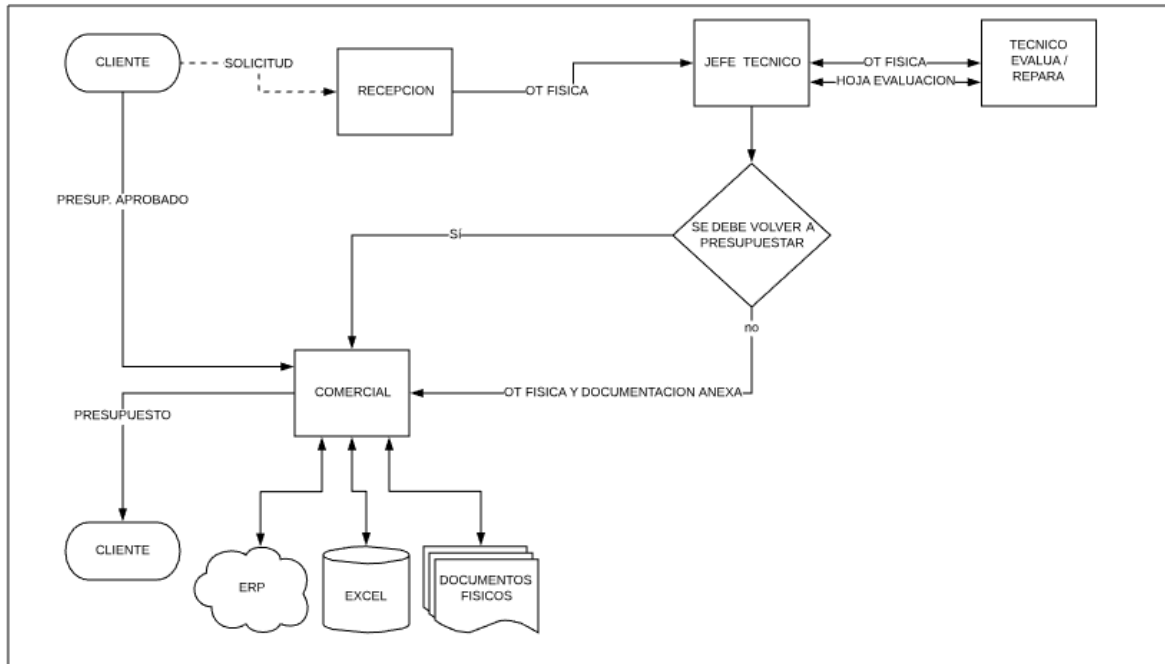 CLIENTE
SOLICITUD
RECEPCION
OT FISICA
JEFE TECNICO
OT FISICA
HOJA EVALUACION
TECNICO
EVALUA /
REPARA
PRESUP. APROBADO
SE DEBE VOLVER A
PRESUPUESTAR
SÍ
no
COMERCIAL
OT FISICA Y DOCUMENTACION ANEXA
PRESUPUESTO
CLIENTE
ERP
EXCEL
DOCUMENTOS
FISICOS